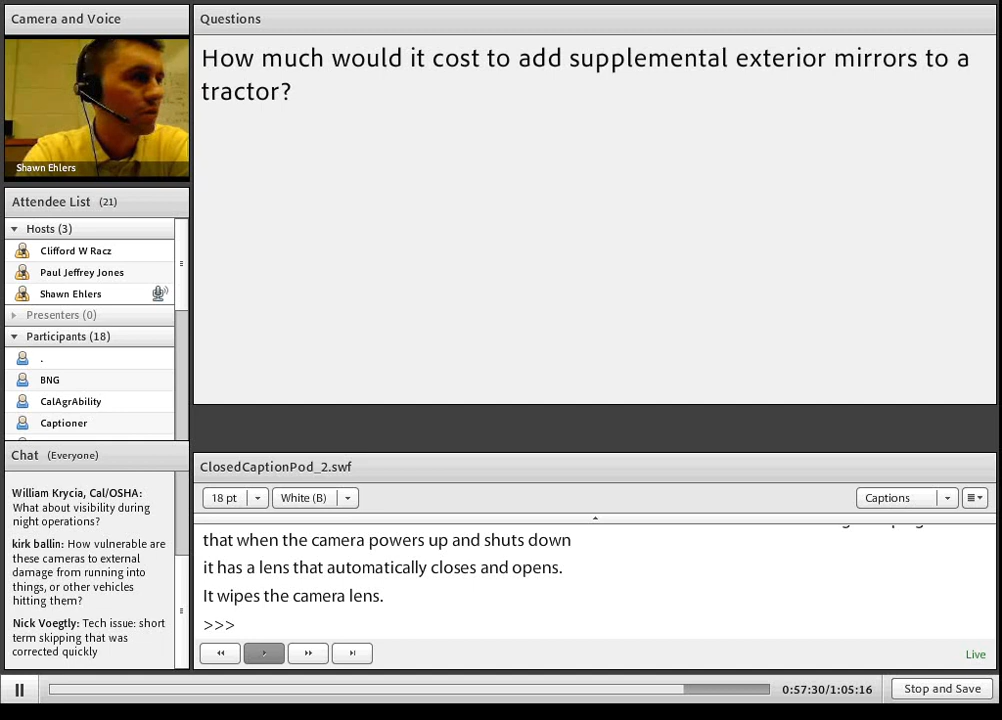 Camera and Voice
Shawn Ehlers
Attendee List (21)
Hosts (3)
Clifford W Racz
Paul Jeffrey Jones
Shawn Ehlers
Presenters (0)
Participants (18)
.
BNG
CalAgrAbility
Captioner
Chat (Everyone)
William Krycia, Cal/OSHA:
What about visibility during
night operations?
kirk ballin: How vulnerable are
these cameras to external
damage from running into
things, or other vehicles
hitting them?
Nick Voegtly: Tech issue: short
term skipping that was
corrected quickly
Questions
How much would it cost to add supplemental exterior mirrors to a
tractor?
ClosedCaptionPod_2.swf
18 pt
White (B)
Captions
that when the camera powers up and shuts down
it has a lens that automatically closes and opens.
It wipes the camera lens.
>>>
Live
0:57:30/1:05:16
Stop and Save